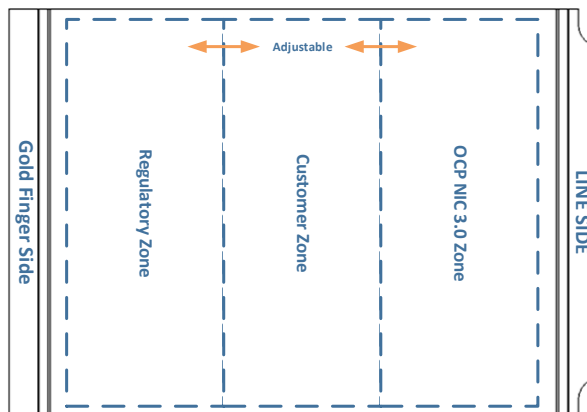 Adjustable
Gold Finger Side
Regulatory Zone
Customer Zone
OCP NIC 3.0 Zone
LINE SIDE